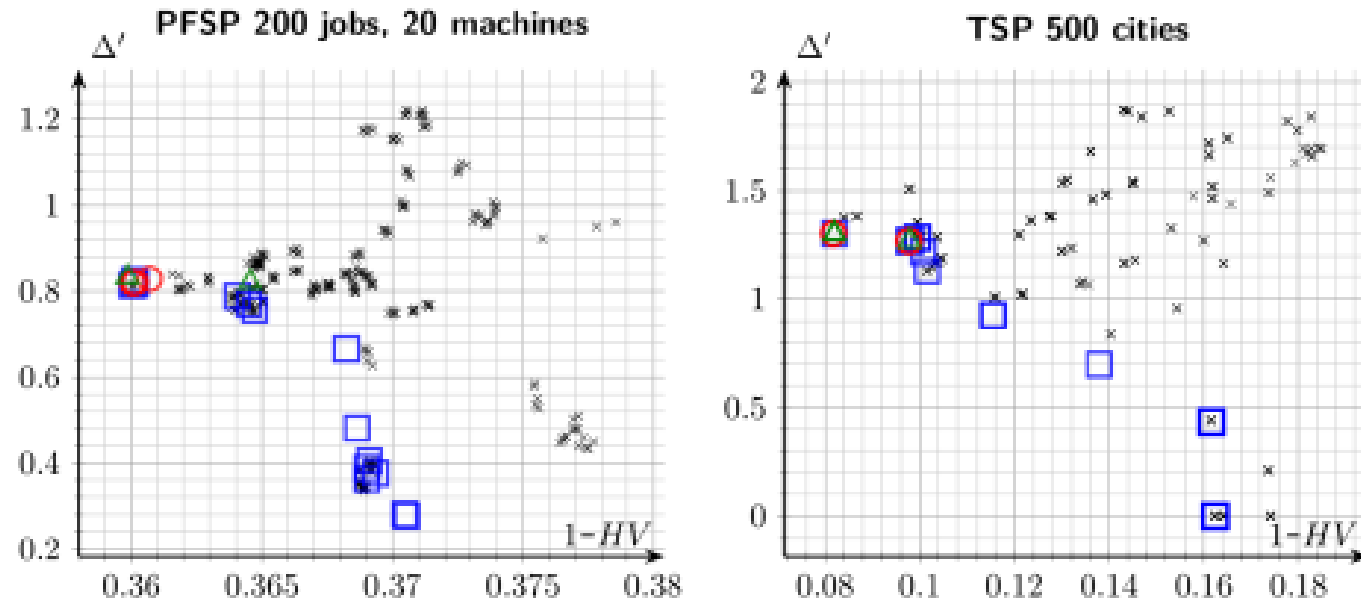 PFSP 200 jobs, 20 machines
Δ′
1.2
1
0.8
0.6
0.4
0.2
1−HV
0.36 0.365 0.37 0.375 0.38
TSP 500 cities
Δ′
2
1.5
1
0.5
0
1−HV
0.08 0.1 0.12 0.14 0.16 0.18